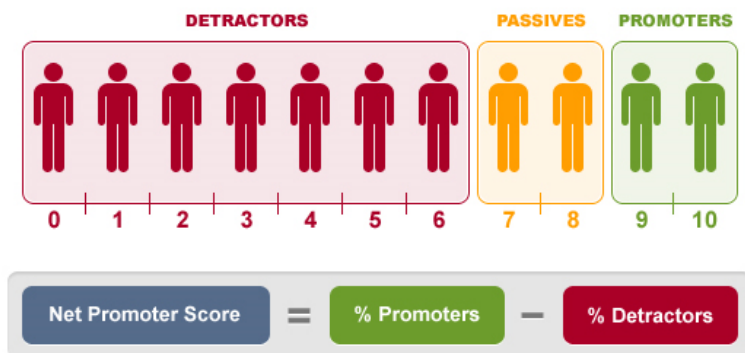 DETRACTORS PASSIVES PROMOTERS
0 1 2 3 4 5 6 7 8 9 10
Net Promoter Score = % Promoters − % Detractors